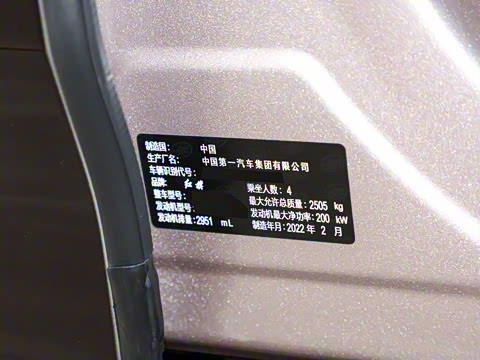 制造国： 中国
生产厂名： 中国第一汽车集团有限公司
车辆识别代号：
品牌： 红旗 乘坐人数：4
整车型号： 最大允许总质量：2505 kg
发动机型号： 发动机最大净功率：200 kW
发动机排量：2951 mL 制造年月：2022 年 2 月